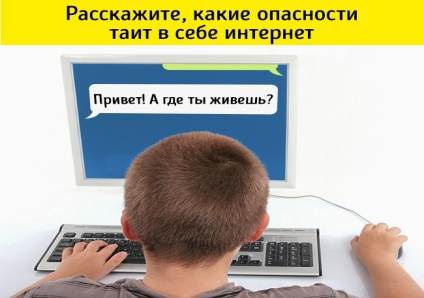 Расскажите, какие опасности
таит в себе интернет
Привет! А где ты живешь?